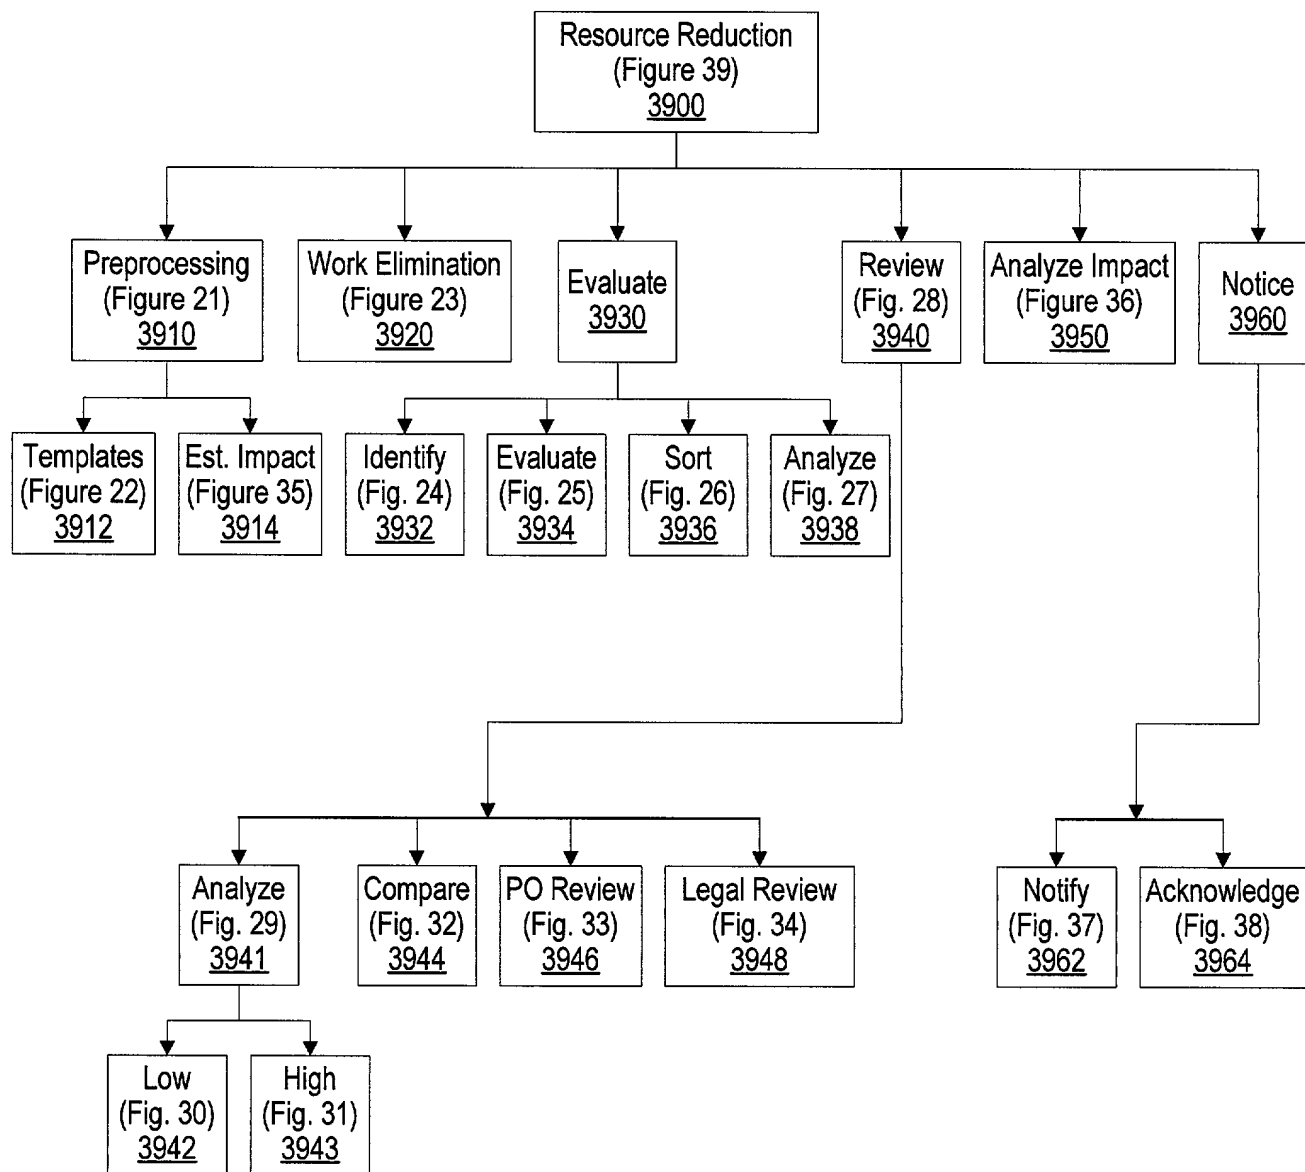 Resource Reduction
(Figure 39)
3900
Preprocessing
(Figure 21)
3910
Work Elimination
(Figure 23)
3920
Evaluate
3930
Review
(Fig. 28)
3940
Analyze Impact
(Figure 36)
3950
Notice
3960
Templates
(Figure 22)
3912
Est. Impact
(Figure 35)
3914
Identify
(Fig. 24)
3932
Evaluate
(Fig. 25)
3934
Sort
(Fig. 26)
3936
Analyze
(Fig. 27)
3938
Analyze
(Fig. 29)
3941
Compare
(Fig. 32)
3944
PO Review
(Fig. 33)
3946
Legal Review
(Fig. 34)
3948
Notify
(Fig. 37)
3962
Acknowledge
(Fig. 38)
3964
Low
(Fig. 30)
3942
High
(Fig. 31)
3943